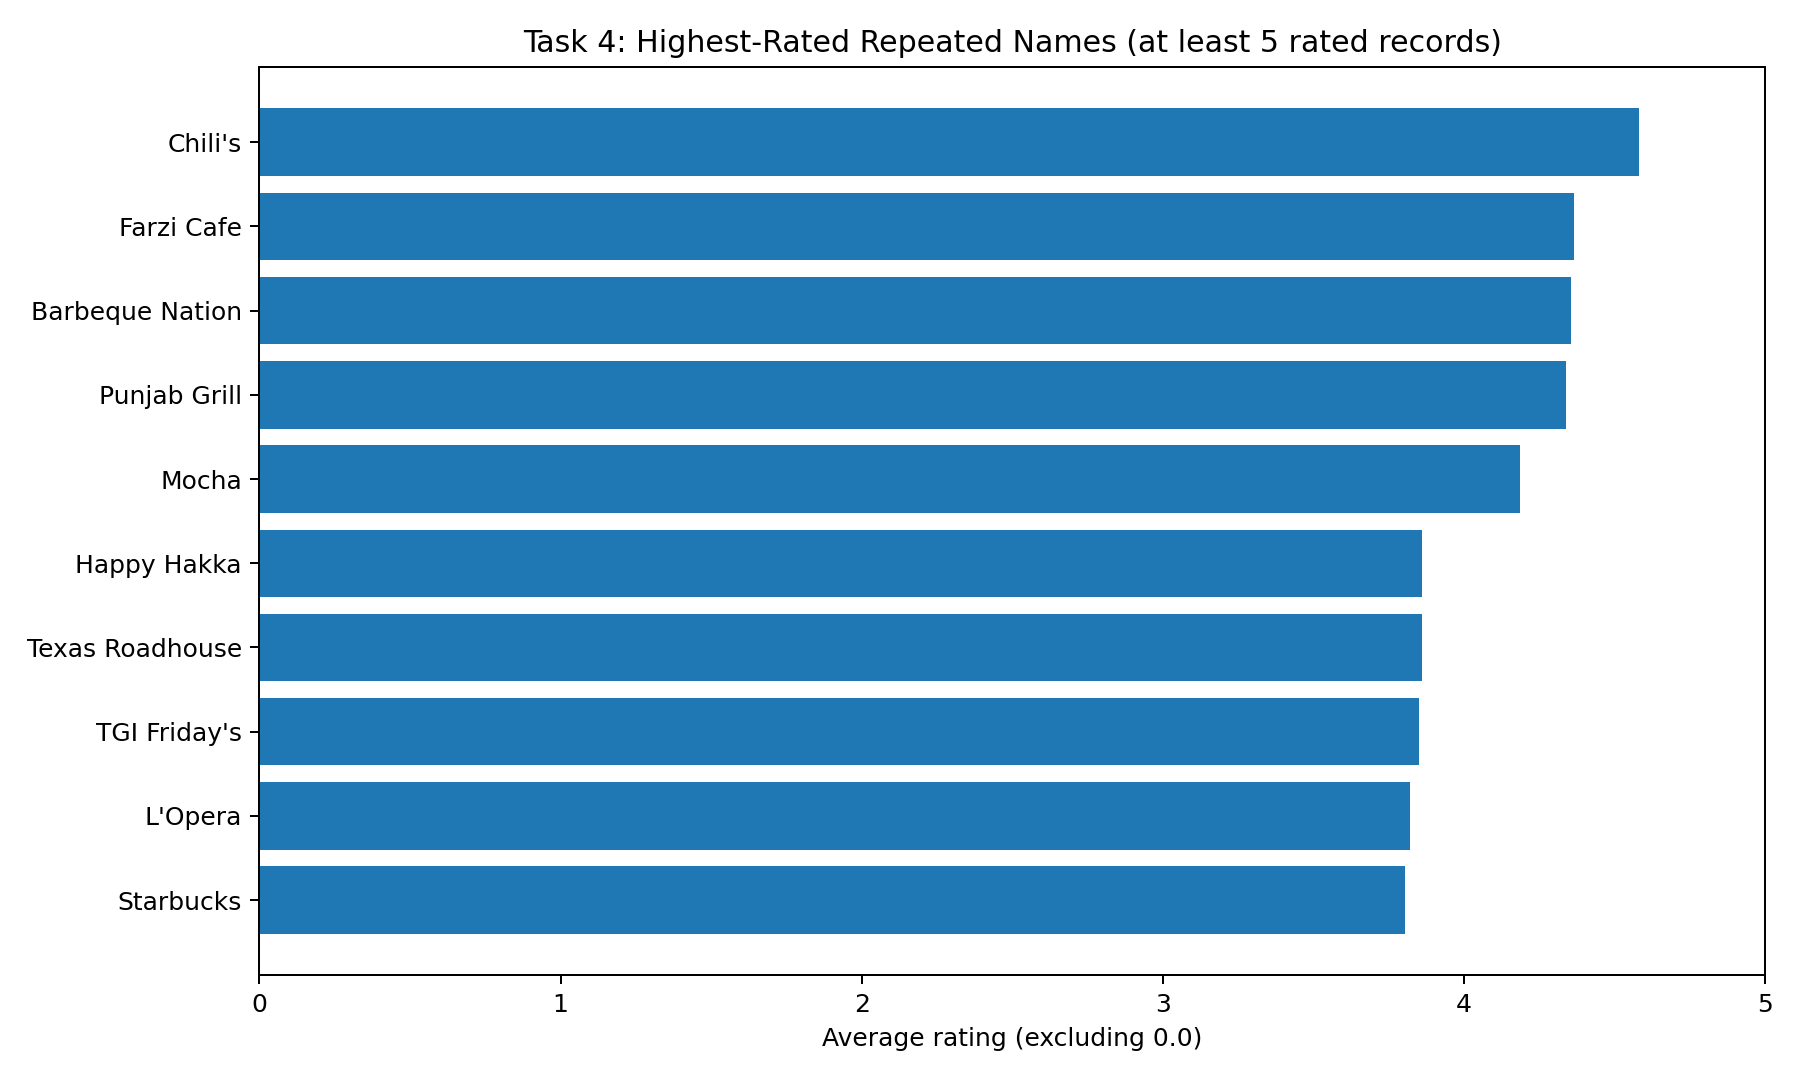 Task 4: Highest-Rated Repeated Names (at least 5 rated records)
Chili's
Farzi Cafe
Barbeque Nation
Punjab Grill
Mocha
Happy Hakka
Texas Roadhouse
TGI Friday's
L'Opera
Starbucks
0 1 2 3 4 5
Average rating (excluding 0.0)